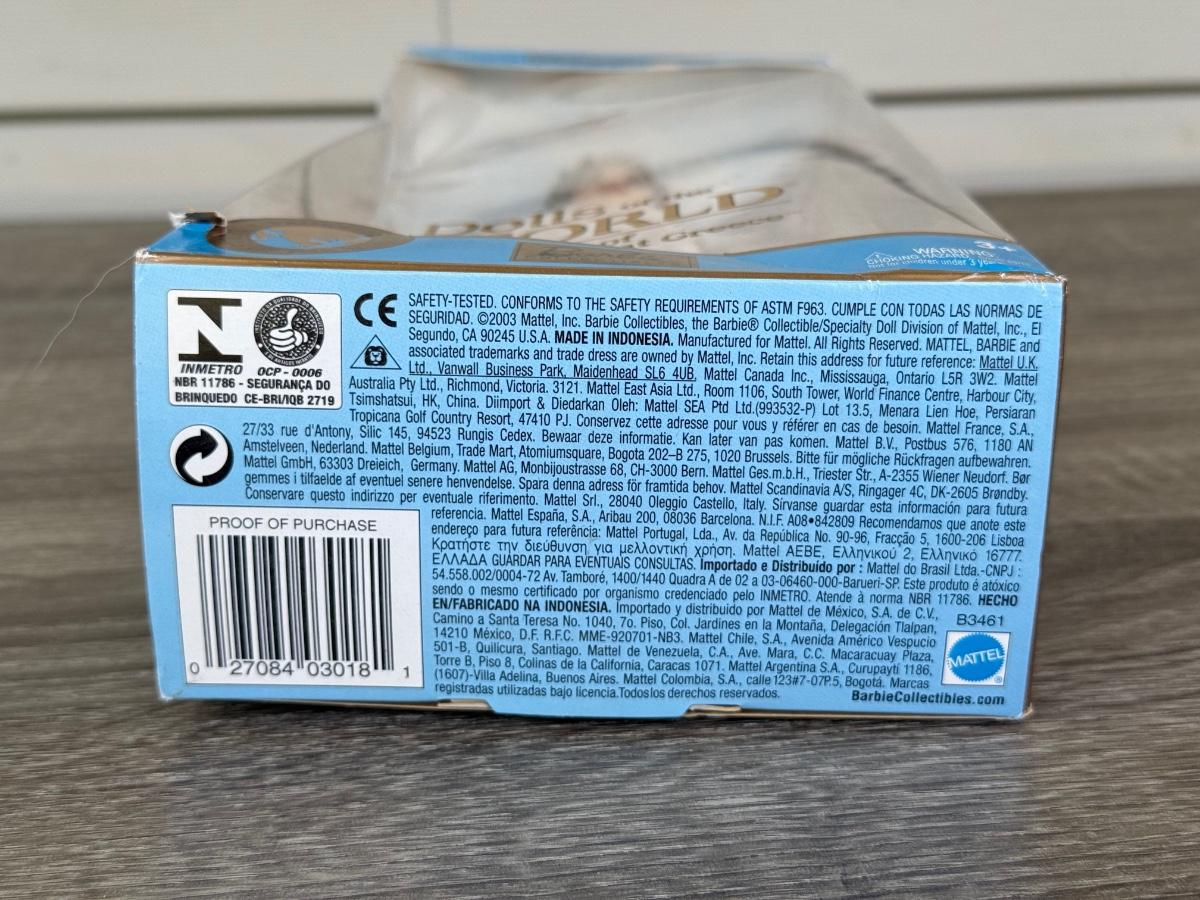 Dolls of the
WORLD
Greece
3+
WARNING
CHOKING HAZARD
Not for children under 3 years
N
INMETRO
OCP - 0006
NBR 11786 - SEGURANÇA DO
BRINQUEDO CE-BRI/IQB 2719
CE
SAFETY-TESTED. CONFORMS TO THE SAFETY REQUIREMENTS OF ASTM F963. CUMPLE CON TODAS LAS NORMAS DE
SEGURIDAD. ©2003 Mattel, Inc. Barbie Collectibles, the Barbie® Collectible/Specialty Doll Division of Mattel, Inc., El
Segundo, CA 90245 U.S.A. MADE IN INDONESIA. Manufactured for Mattel. All Rights Reserved. MATTEL, BARBIE and
associated trademarks and trade dress are owned by Mattel, Inc. Retain this address for future reference: Mattel U.K.
Ltd., Vanwall Business Park, Maidenhead SL6 4UB. Mattel Canada Inc., Mississauga, Ontario L5R 3W2. Mattel
Australia Pty Ltd., Richmond, Victoria. 3121. Mattel East Asia Ltd., Room 1106, South Tower, World Finance Centre, Harbour City,
Tsimshatsui, HK, China. Diimport & Diedarkan Oleh: Mattel SEA Ptd Ltd.(993532-P) Lot 13.5, Menara Lien Hoe, Persiaran
Tropicana Golf Country Resort, 47410 PJ. Conservez cette adresse pour vous y référer en cas de besoin. Mattel France, S.A.,
27/33 rue d'Antony, Silic 145, 94523 Rungis Cedex. Bewaar deze informatie. Kan later van pas komen. Mattel B.V., Postbus 576, 1180 AN
Amstelveen, Nederland. Mattel Belgium, Trade Mart, Atomiumsquare, Bogota 202–B 275, 1020 Brussels. Bitte für mögliche Rückfragen aufbewahren.
Mattel GmbH, 63303 Dreieich, Germany. Mattel AG, Monbijoustrasse 68, CH-3000 Bern. Mattel Ges.m.b.H., Triester Str., A-2355 Wiener Neudorf. Bør
gemmes i tilfaelde af eventuel senere henvendelse. Spara denna adress för framtida behov. Mattel Scandinavia A/S, Ringager 4C, DK-2605 Brøndby.
Conservare questo indirizzo per eventuale riferimento. Mattel Srl., 28040 Oleggio Castello, Italy. Sírvanse guardar esta información para futura
referencia. Mattel España, S.A., Aribau 200, 08036 Barcelona. N.I.F. A08•842809 Recomendamos que anote este
endereço para futura referência: Mattel Portugal, Lda., Av. da República No. 90-96, Fracção 5, 1600-206 Lisboa
Κρατήστε την διεύθυνση για μελλοντική χρήση. Mattel AEBE, Ελληνικού 2, Ελληνικό 16777.
ΕΛΛΑΔΑ GUARDAR PARA EVENTUAIS CONSULTAS. Importado e Distribuído por : Mattel do Brasil Ltda.-CNPJ :
54.558.002/0004-72 Av. Tamboré, 1400/1440 Quadra A de 02 a 03-06460-000-Barueri-SP. Este produto é atóxico
sendo o mesmo certificado por organismo credenciado pelo INMETRO. Atende à norma NBR 11786. HECHO
EN/FABRICADO NA INDONÉSIA. Importado y distribuido por Mattel de México, S.A. de C.V.,
Camino a Santa Teresa No. 1040, 7o. Piso, Col. Jardines en la Montaña, Delegación Tlalpan,
14210 México, D.F. R.F.C. MME-920701-NB3. Mattel Chile, S.A., Avenida Américo Vespucio
501-B, Quilicura, Santiago. Mattel de Venezuela, C.A., Ave. Mara, C.C. Macaracuay Plaza,
Torre B, Piso 8, Colinas de la California, Caracas 1071. Mattel Argentina S.A., Curupaytí 1186,
(1607)-Villa Adelina, Buenos Aires. Mattel Colombia, S.A., calle 123#7-07P.5, Bogotá. Marcas
registradas utilizadas bajo licencia.Todos los derechos reservados.
PROOF OF PURCHASE
0 27084 03018 1
B3461
MATTEL
®
BarbieCollectibles.com